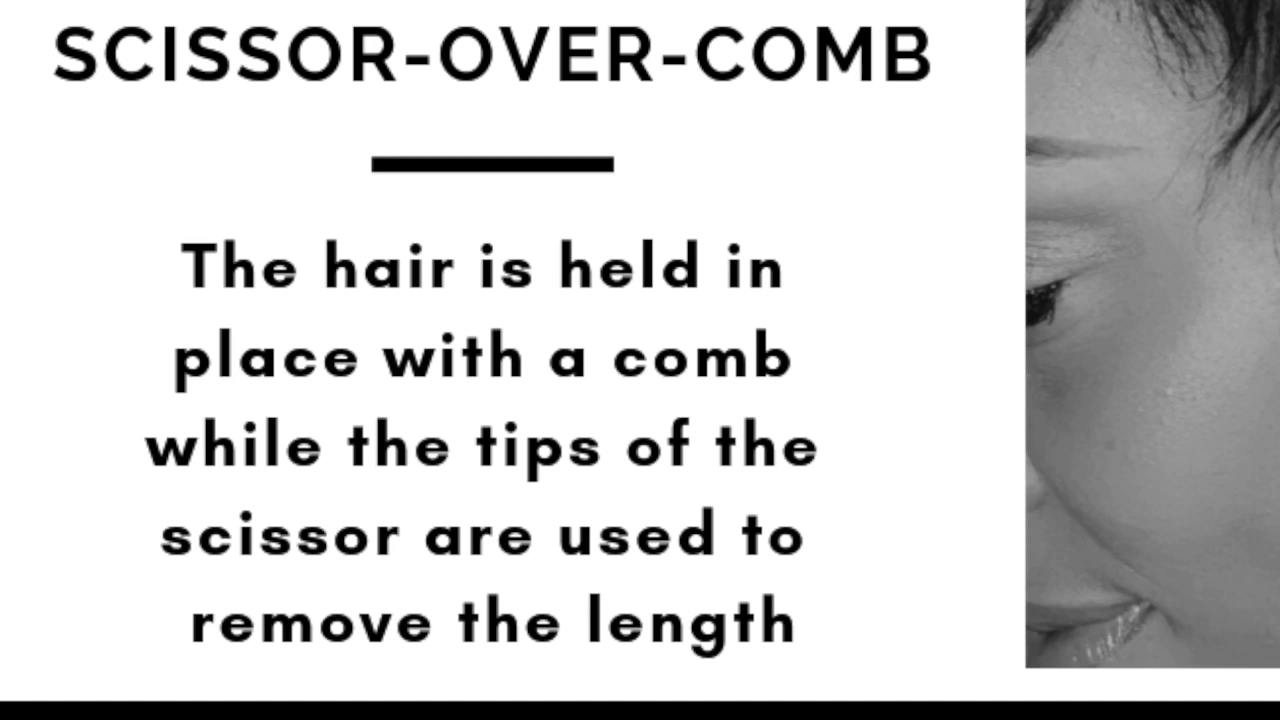 SCISSOR-OVER-COMB
The hair is held in
place with a comb
while the tips of the
scissor are used to
remove the length